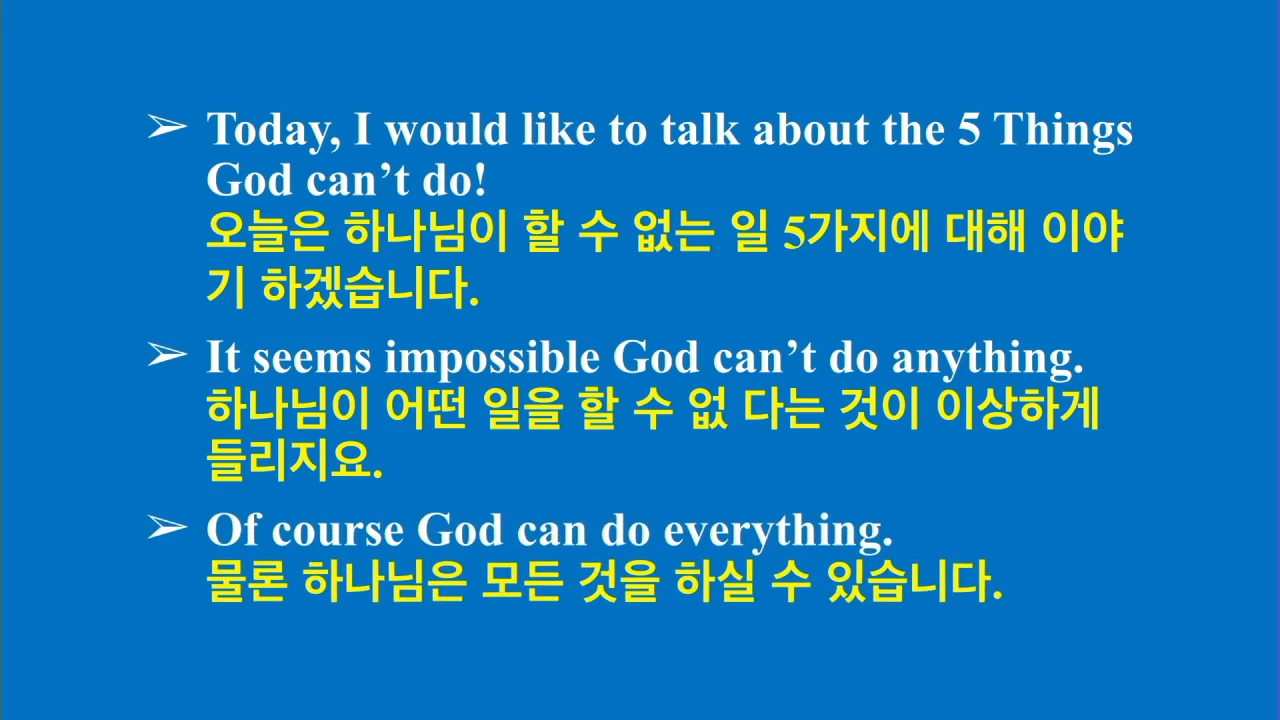 ➢ Today, I would like to talk about the 5 Things
God can’t do!
오늘은 하나님이 할 수 없는 일 5가지에 대해 이야
기 하겠습니다.
➢ It seems impossible God can’t do anything.
하나님이 어떤 일을 할 수 없 다는 것이 이상하게
들리지요.
➢ Of course God can do everything.
물론 하나님은 모든 것을 하실 수 있습니다.